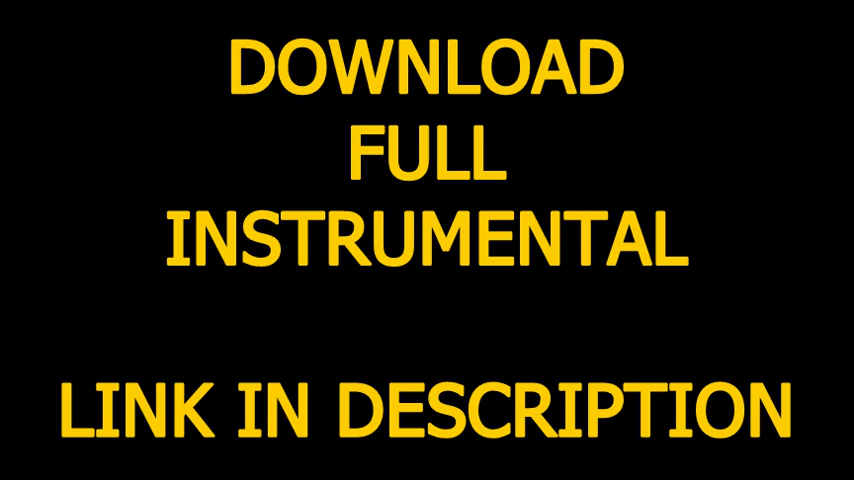 DOWNLOAD
FULL
INSTRUMENTAL
LINK IN DESCRIPTION